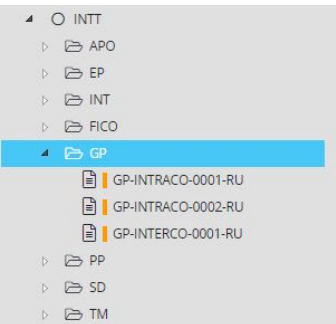 INTT
APO
EP
INT
FICO
GP
GP-INTRACO-0001-RU
GP-INTRACO-0002-RU
GP-INTERCO-0001-RU
PP
SD
TM